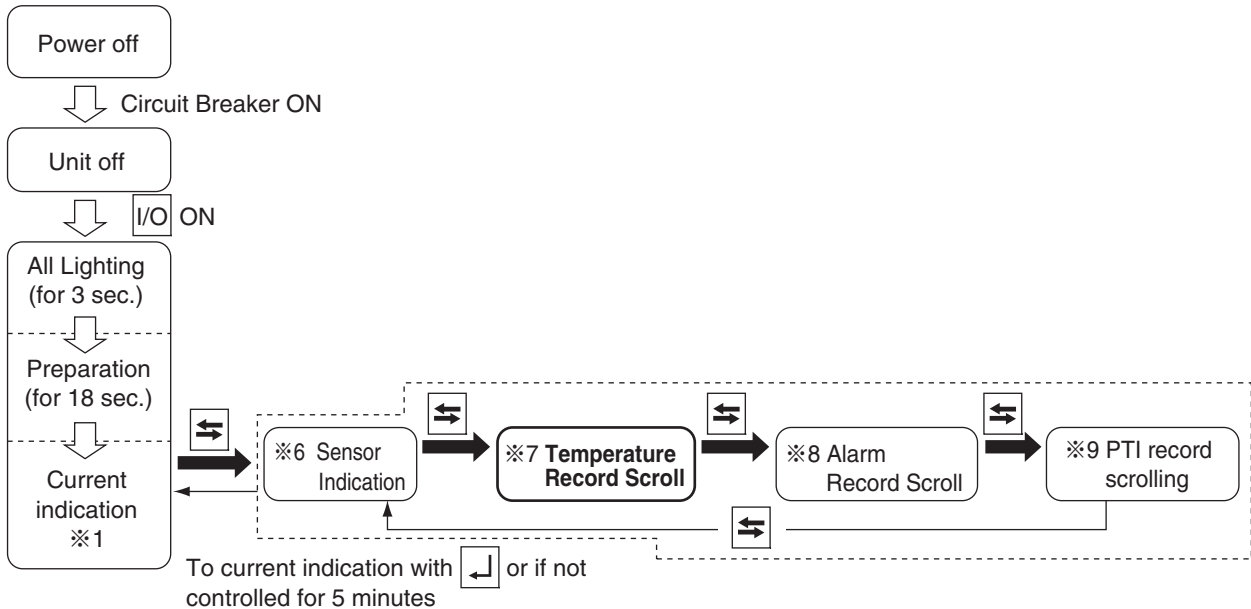 Power off
Circuit Breaker ON
Unit off
I/O ON
All Lighting
(for 3 sec.)
Preparation
(for 18 sec.)
Current
indication
※1
※6 Sensor
Indication
※7 Temperature
Record Scroll
※8 Alarm
Record Scroll
※9 PTI record
scrolling
To current indication with ↵ or if not
controlled for 5 minutes